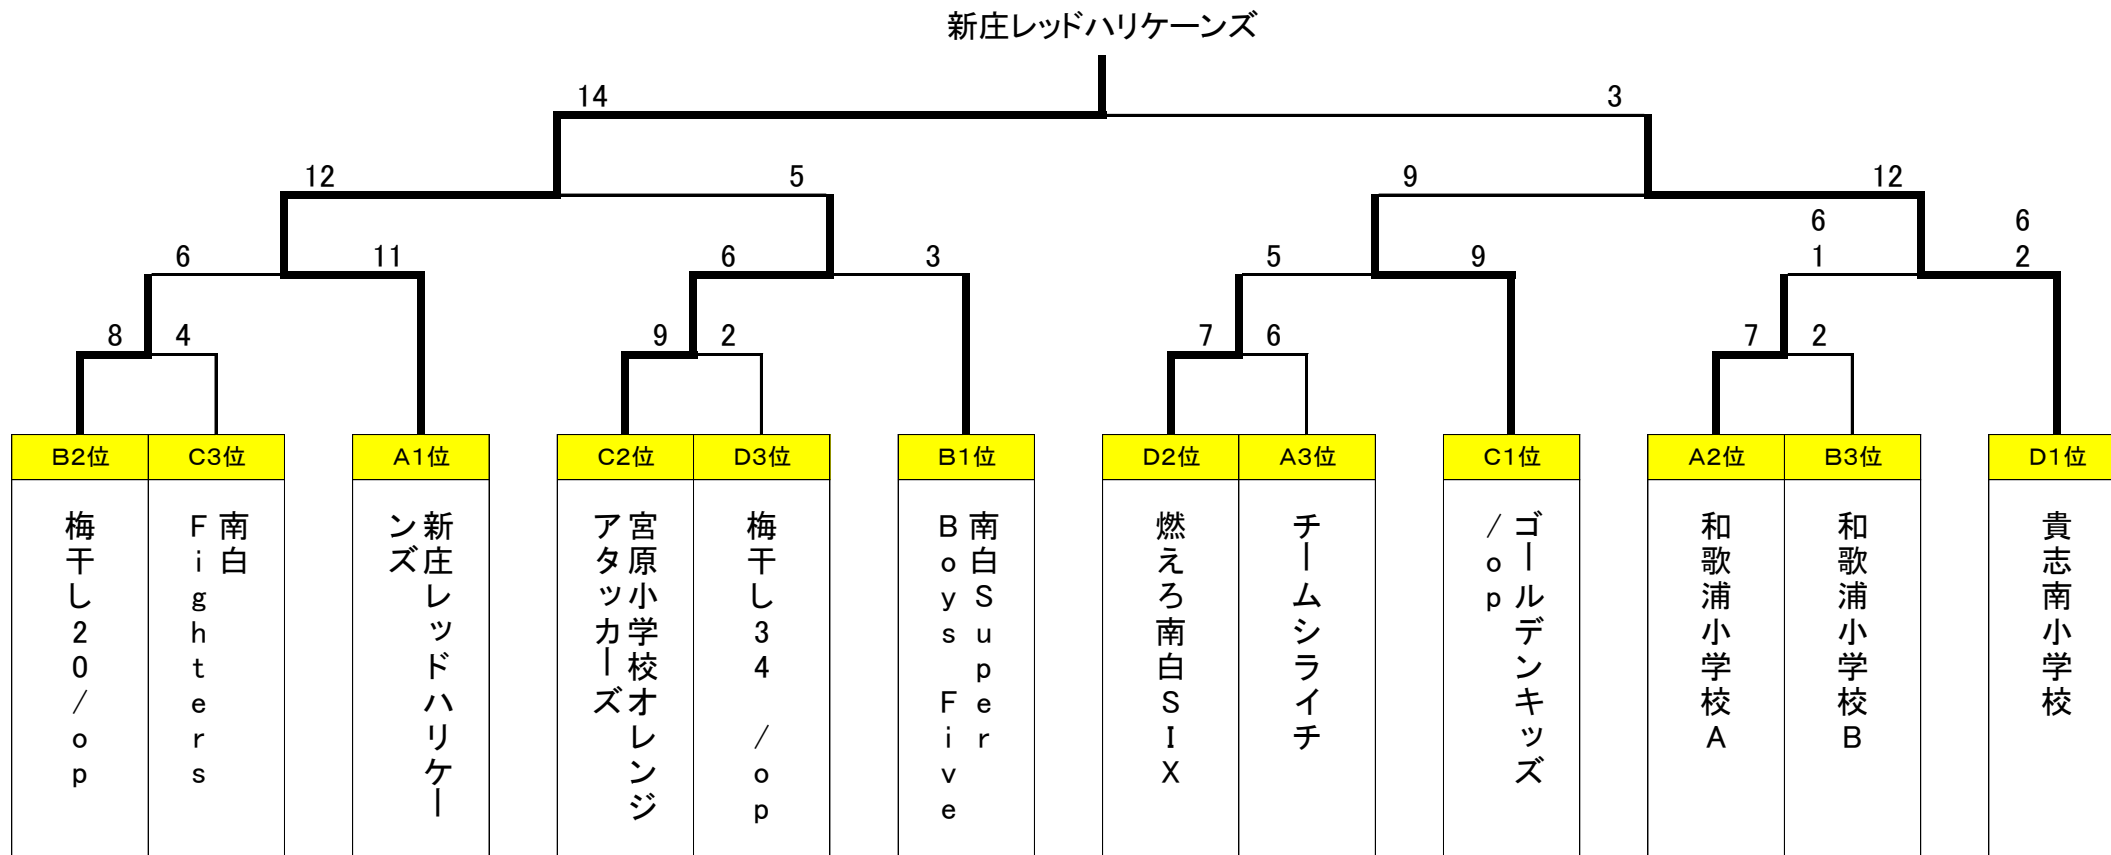 新庄レッドハリケーンズ
14 3
12 5 9 12
6 6
6 11 6 3 5 9 1 2
8 4 9 2 7 6 7 2
B2位 C3位 A1位 C2位 D3位 B1位 D2位 A3位 C1位 A2位 B3位 D1位
梅干し20/op
南白
Fighters
新庄レッドハリケー
ンズ
宮原小学校オレンジ
アタッカーズ
梅干し34 /op
南白Super
Boys Five
燃えろ南白SIX
チームシライチ
ゴールデンキッズ
/op
和歌浦小学校A
和歌浦小学校B
貴志南小学校